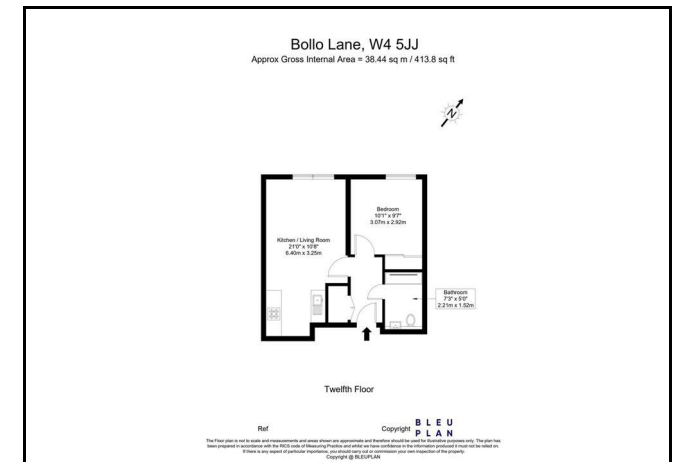 Bollo Lane, W4 5JJ
Approx Gross Internal Area = 38.44 sq m / 413.8 sq ft
N
Bedroom
10'1" x 9'7"
3.07m x 2.92m
Kitchen / Living Room
21'0" x 10'8"
6.40m x 3.25m
Bathroom
7'3" x 5'0"
2.21m x 1.52m
Twelfth Floor
Ref
Copyright
BLEU
PLAN
The Floor plan is not to scale and measurements and areas shown are approximate and therefore should be used for illustrative purposes only. The plan has
been prepared in accordance with the RICS code of Measuring Practice and whilst we have confidence in the information produced it must not be relied on.
If there is any aspect of particular importance, you should carry out or commission your own inspection of the property.
Copyright @ BLEUPLAN